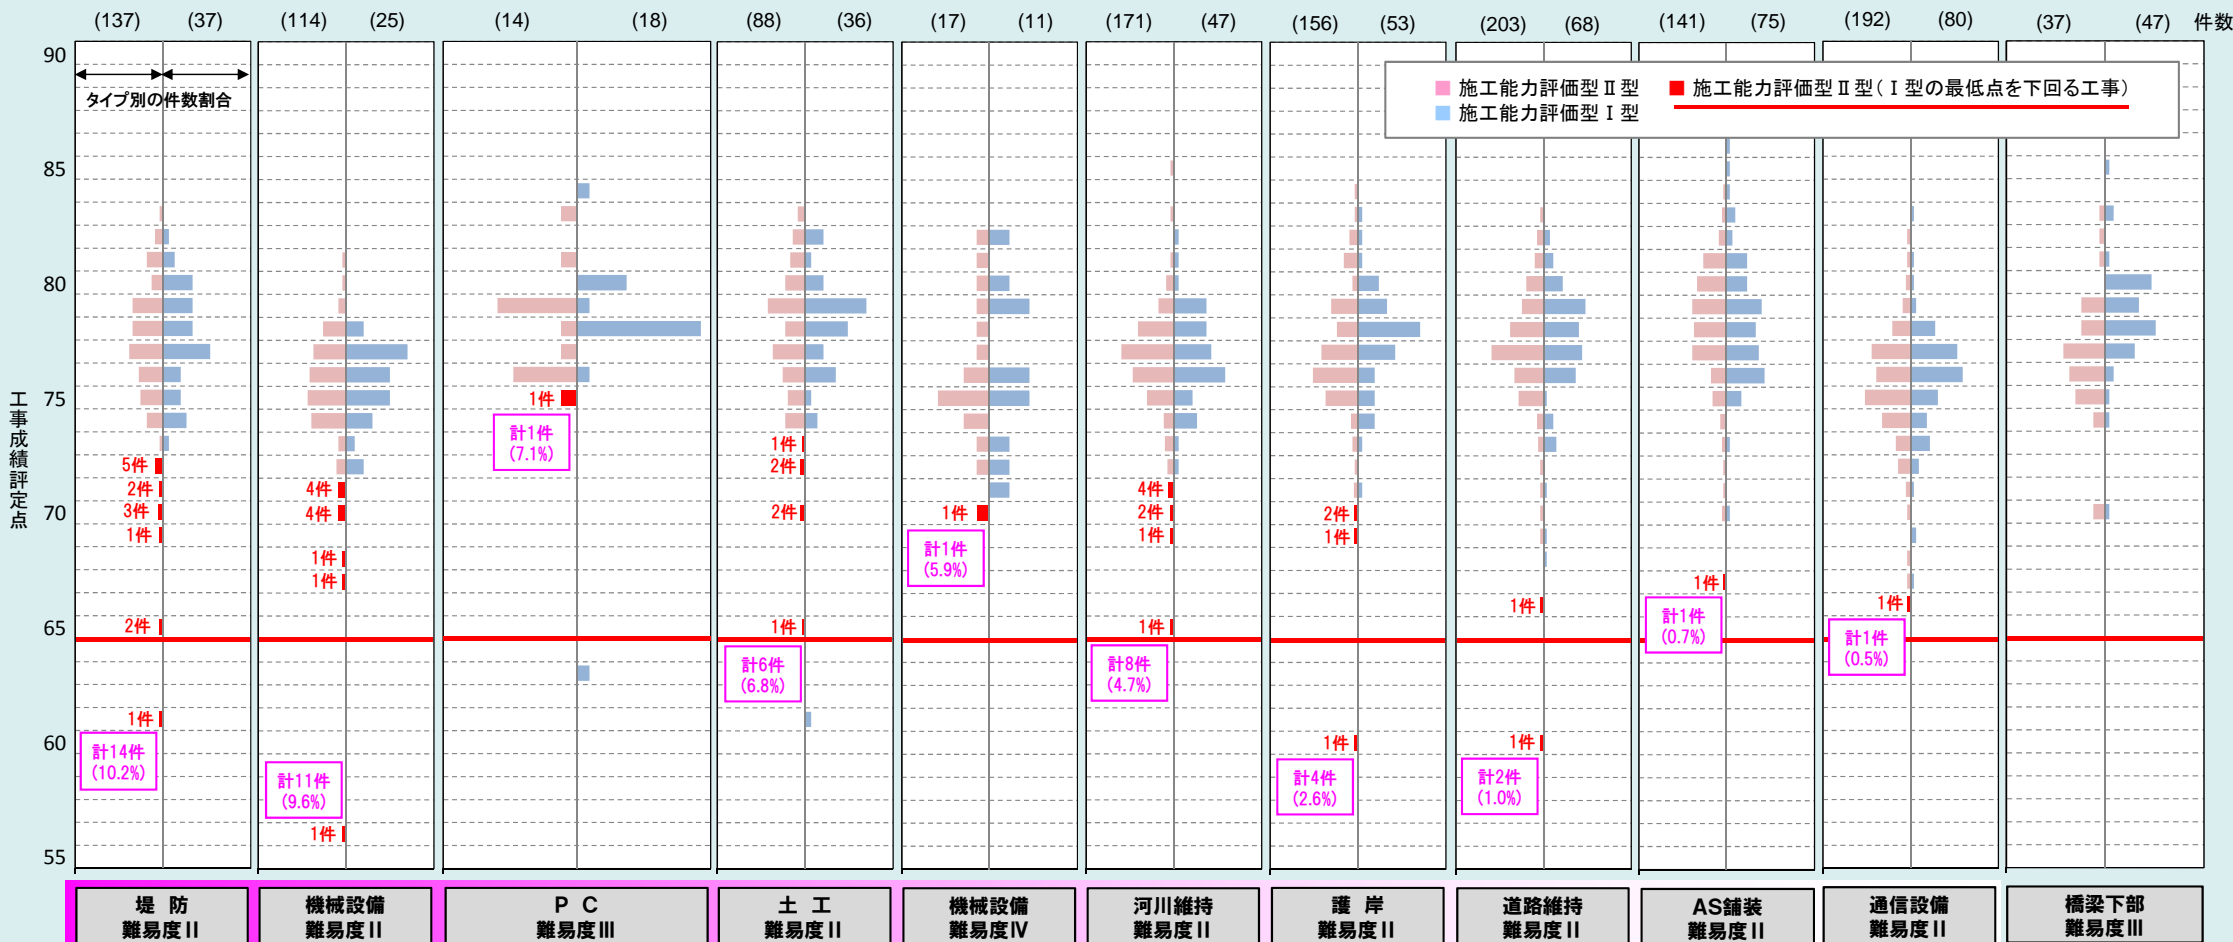 (137) (37) (114) (25) (14) (18) (88) (36) (17) (11) (171) (47) (156) (53) (203) (68) (141) (75) (192) (80) (37) (47) 件数
90
85
80
75
70
65
60
55
工事成績評定点
タイプ別の件数割合
施工能力評価型Ⅱ型
施工能力評価型Ⅱ型(Ⅰ型の最低点を下回る工事)
施工能力評価型Ⅰ型
5件
2件
3件
1件
2件
1件
計14件
(10.2%)
4件
4件
1件
1件
計11件
(9.6%)
1件
1件
計1件
(7.1%)
1件
2件
2件
1件
計6件
(6.8%)
1件
計1件
(5.9%)
4件
2件
1件
1件
計8件
(4.7%)
2件
1件
1件
計4件
(2.6%)
1件
1件
計2件
(1.0%)
1件
計1件
(0.7%)
1件
計1件
(0.5%)
堤 防
難易度Ⅱ
機械設備
難易度Ⅱ
P C
難易度Ⅲ
土 工
難易度Ⅱ
機械設備
難易度Ⅳ
河川維持
難易度Ⅱ
護 岸
難易度Ⅱ
道路維持
難易度Ⅱ
AS舗装
難易度Ⅱ
通信設備
難易度Ⅱ
橋梁下部
難易度Ⅲ